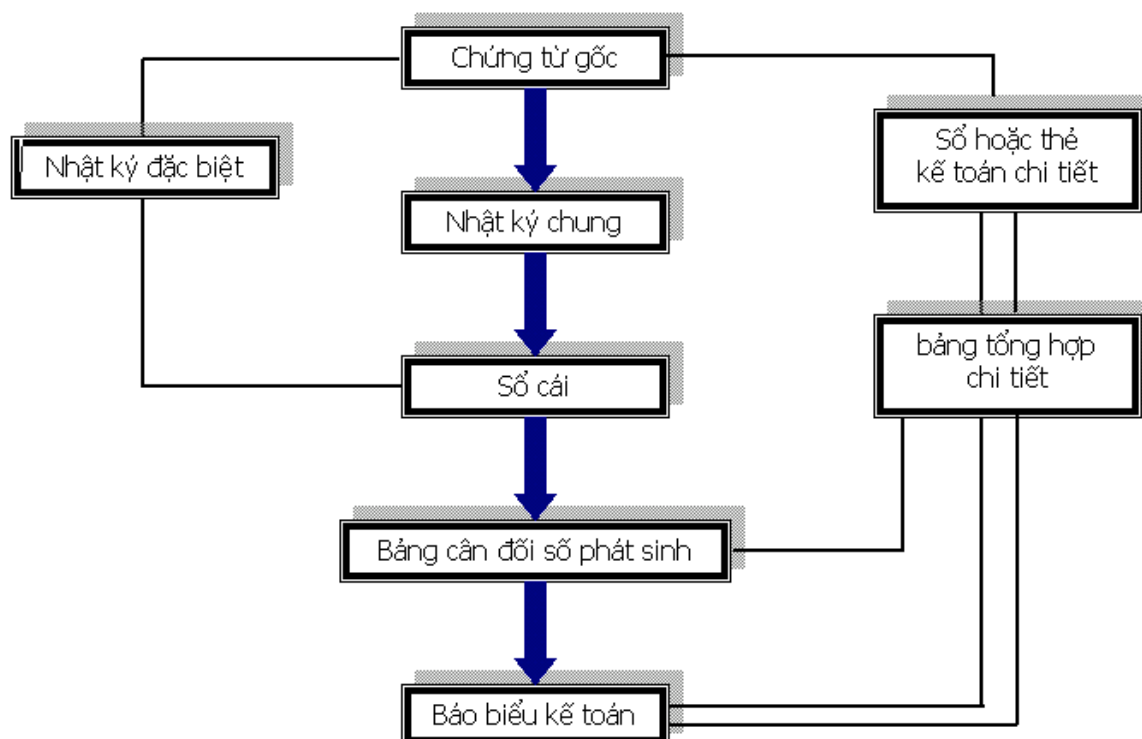 Chứng từ gốc
Nhật ký đặc biệt
Sổ hoặc thẻ
kế toán chi tiết
Nhật ký chung
bảng tổng hợp
chi tiết
Sổ cái
Bảng cân đối số phát sinh
Báo biểu kế toán